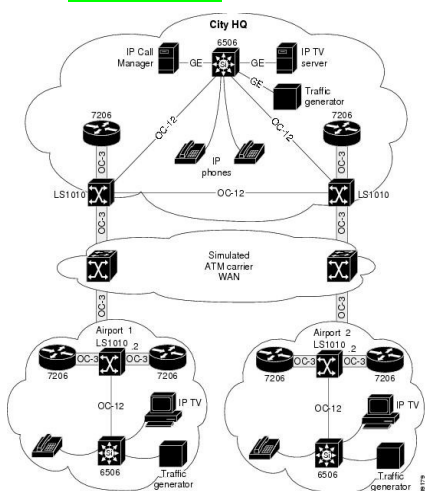 City HQ
IP Call
Manager
GE
6506
GE
IP TV
server
GE
Traffic
generator
7206
7206
OC-12
OC-12
OC-3
OC-3
IP
phones
LS1010
OC-12
LS1010
OC-3
OC-3
Simulated
ATM carrier
WAN
OC-3
OC-3
Airport 1
LS1010 .2
OC-3
OC-3
7206
7206
OC-12
IP TV
6506
Traffic
generator
Airport 2
LS1010 .2
OC-3
OC-3
7206
7206
OC-12
IP TV
6506
Traffic
generator